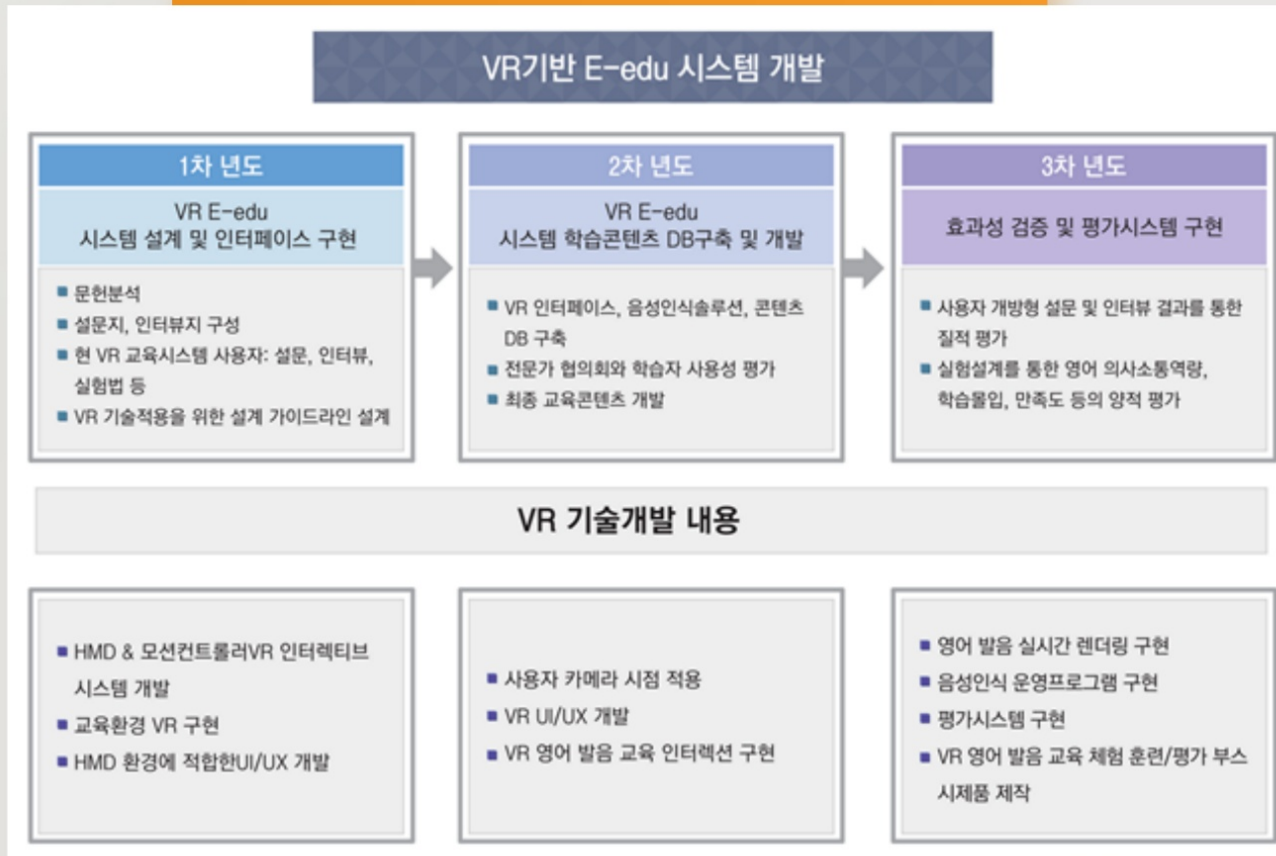 VR기반 E-edu 시스템 개발
1차 년도
VR E-edu
시스템 설계 및 인터페이스 구현
■ 문헌분석
■ 설문지, 인터뷰지 구성
■ 현 VR 교육시스템 사용자: 설문, 인터뷰,
실험법 등
■ VR 기술적용을 위한 설계 가이드라인 설계
2차 년도
VR E-edu
시스템 학습콘텐츠 DB구축 및 개발
■ VR 인터페이스, 음성인식솔루션, 콘텐츠
DB 구축
■ 전문가 협의회와 학습자 사용성 평가
■ 최종 교육콘텐츠 개발
3차 년도
효과성 검증 및 평가시스템 구현
■ 사용자 개방형 설문 및 인터뷰 결과를 통한
질적 평가
■ 실험설계를 통한 영어 의사소통역량,
학습몰입, 만족도 등의 양적 평가
VR 기술개발 내용
■ HMD & 모션컨트롤러VR 인터렉티브
시스템 개발
■ 교육환경 VR 구현
■ HMD 환경에 적합한UI/UX 개발
■ 사용자 카메라 시점 적용
■ VR UI/UX 개발
■ VR 영어 발음 교육 인터렉션 구현
■ 영어 발음 실시간 렌더링 구현
■ 음성인식 운영프로그램 구현
■ 평가시스템 구현
■ VR 영어 발음 교육 체험 훈련/평가 부스
시제품 제작